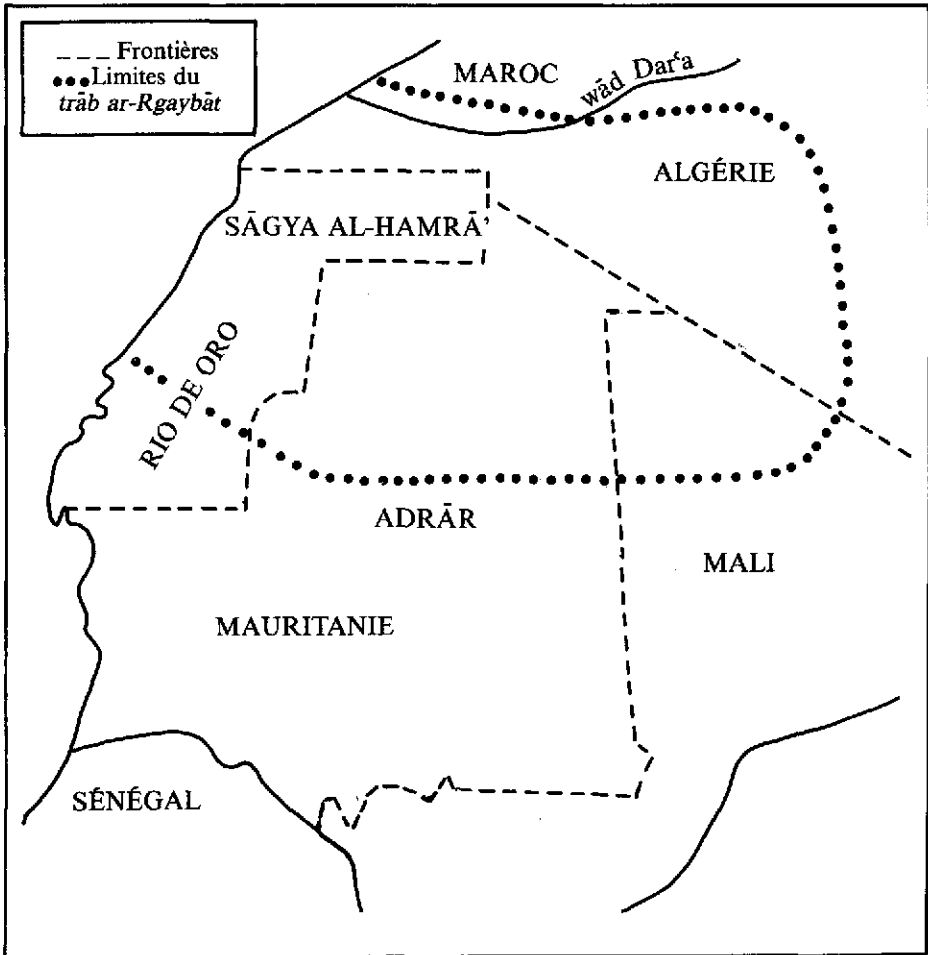 _ _ _ Frontières
•••Limites du
trāb ar-Rgaybāt
MAROC
wād Darʿa
ALGÉRIE
SĀGYA AL-HAMRĀ'
RIO DE ORO
ADRĀR
MALI
MAURITANIE
SÉNÉGAL